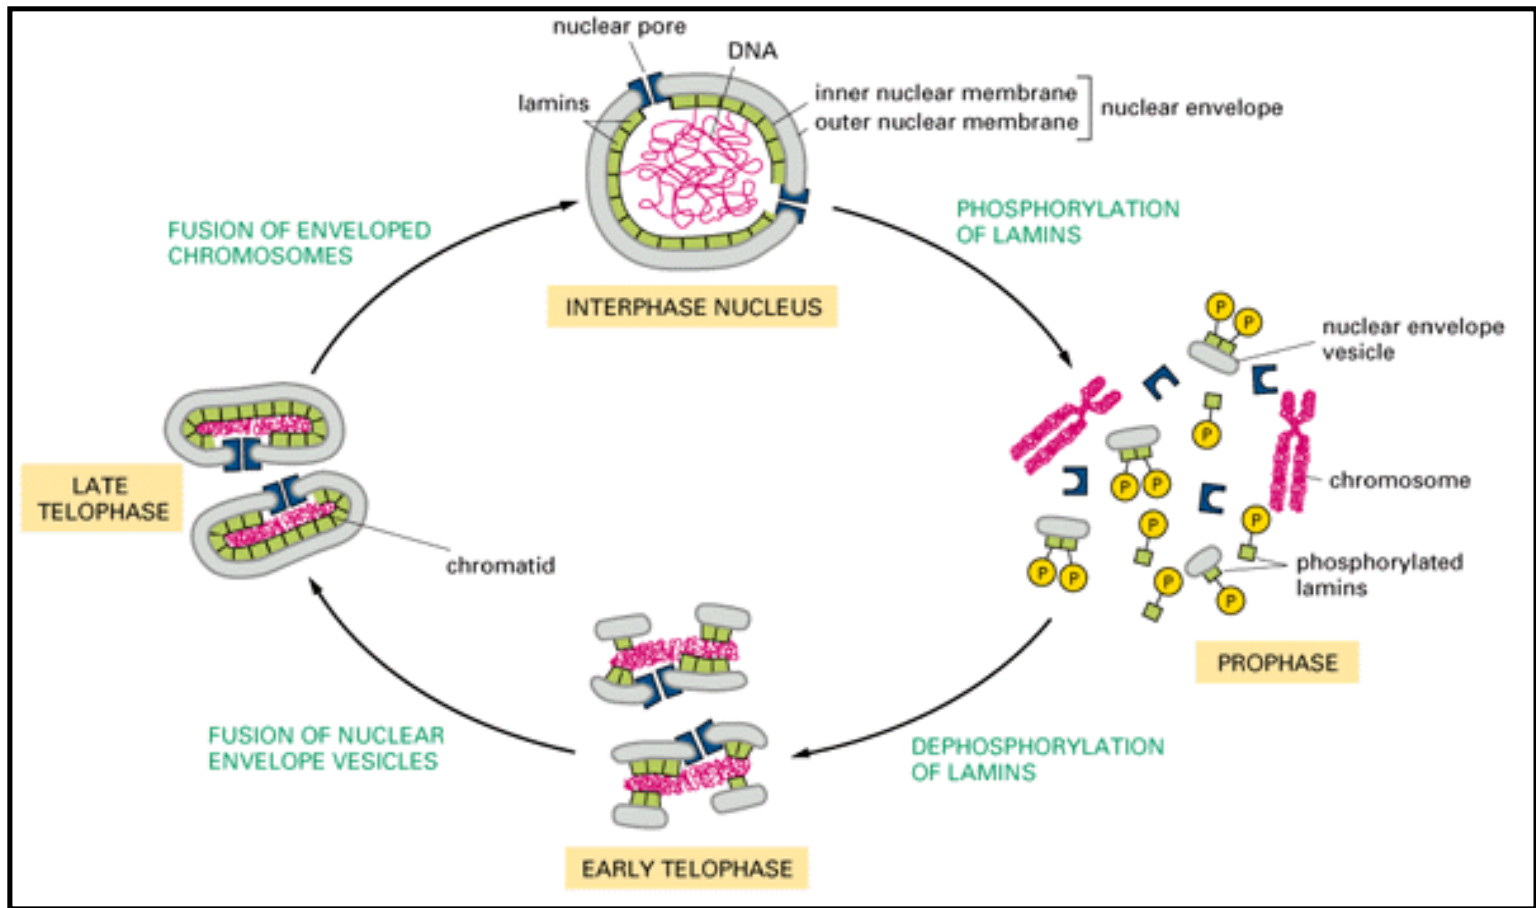 nuclear pore
DNA
lamins
inner nuclear membrane
outer nuclear membrane
nuclear envelope
FUSION OF ENVELOPED
CHROMOSOMES
PHOSPHORYLATION
OF LAMINS
INTERPHASE NUCLEUS
P
P
nuclear envelope
vesicle
P
P
P
chromosome
P
P
P
P
P
P
phosphorylated
lamins
PROPHASE
LATE
TELOPHASE
chromatid
FUSION OF NUCLEAR
ENVELOPE VESICLES
DEPHOSPHORYLATION
OF LAMINS
EARLY TELOPHASE